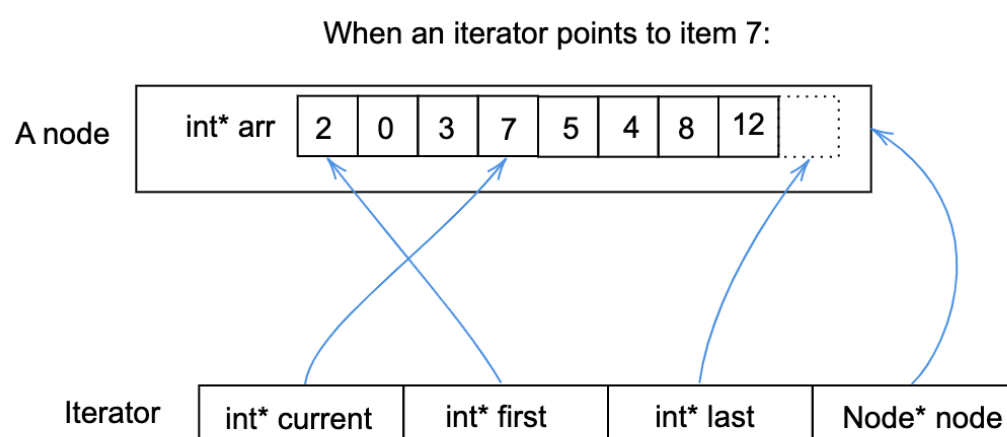 When an iterator points to item 7:
A node int* arr 2 0 3 7 5 4 8 12
Iterator int* current int* first int* last Node* node